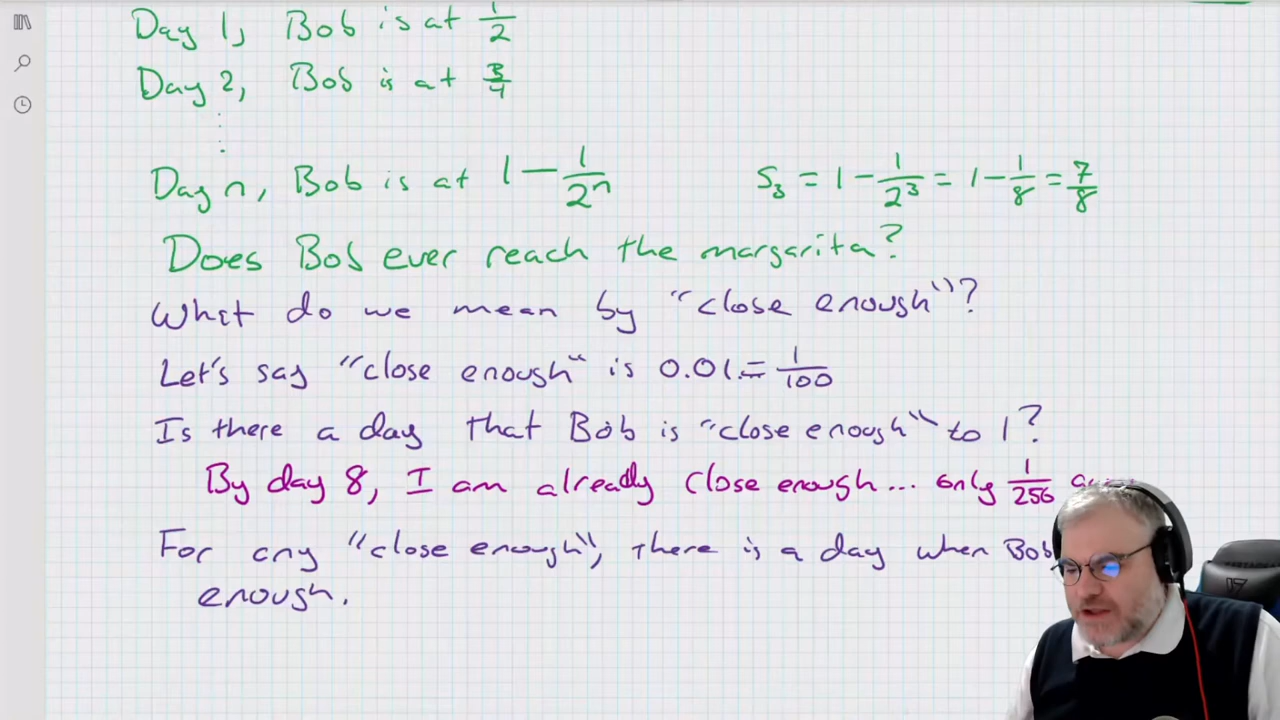 Day 1, Bob is at 1/2
Day 2, Bob is at 3/4
Day n, Bob is at 1 - 1/2ⁿ
S₃ = 1 - 1/2³ = 1 - 1/8 = 7/8
Does Bob ever reach the margarita?
What do we mean by "close enough"?
Let's say "close enough" is 0.01. = 1/100
Is there a day that Bob is "close enough" to 1?
By day 8, I am already close enough... only 1/256
For any "close enough", there is a day when Bob
enough.